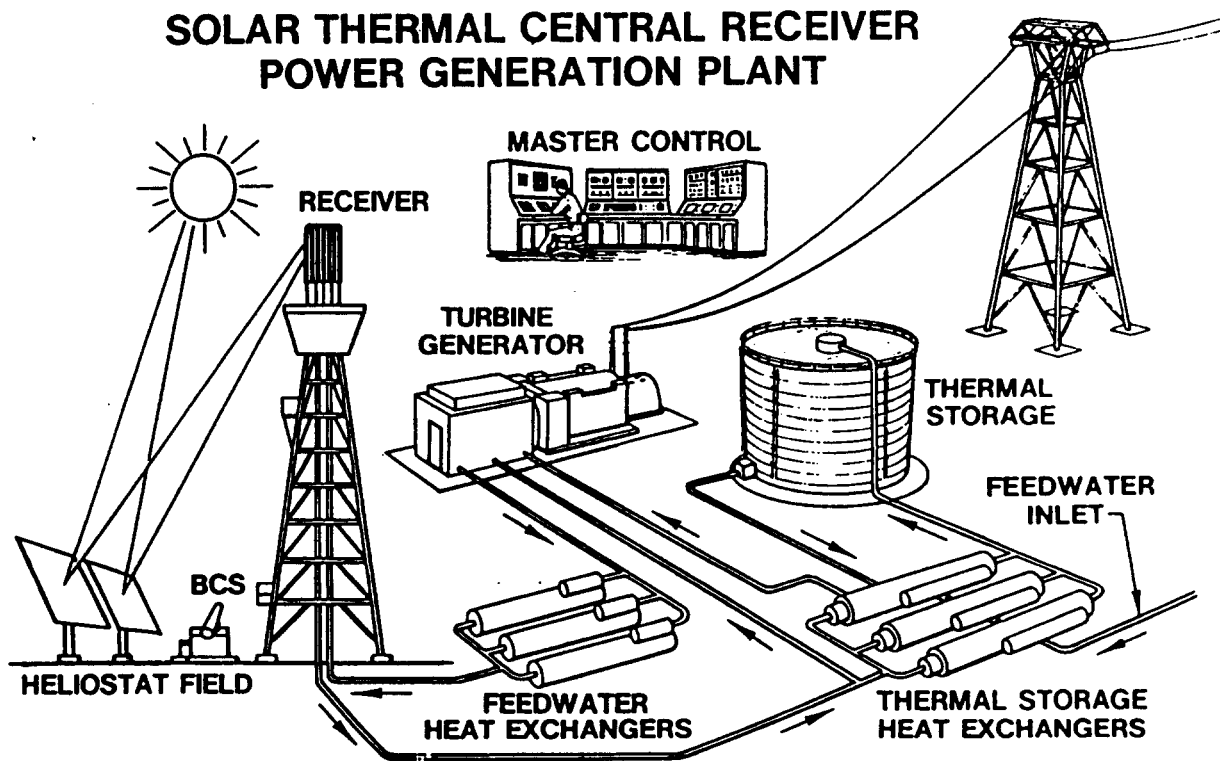 SOLAR THERMAL CENTRAL RECEIVER
POWER GENERATION PLANT
MASTER CONTROL
RECEIVER
TURBINE
GENERATOR
THERMAL
STORAGE
FEEDWATER
INLET
BCS
HELIOSTAT FIELD
FEEDWATER
HEAT EXCHANGERS
THERMAL STORAGE
HEAT EXCHANGERS